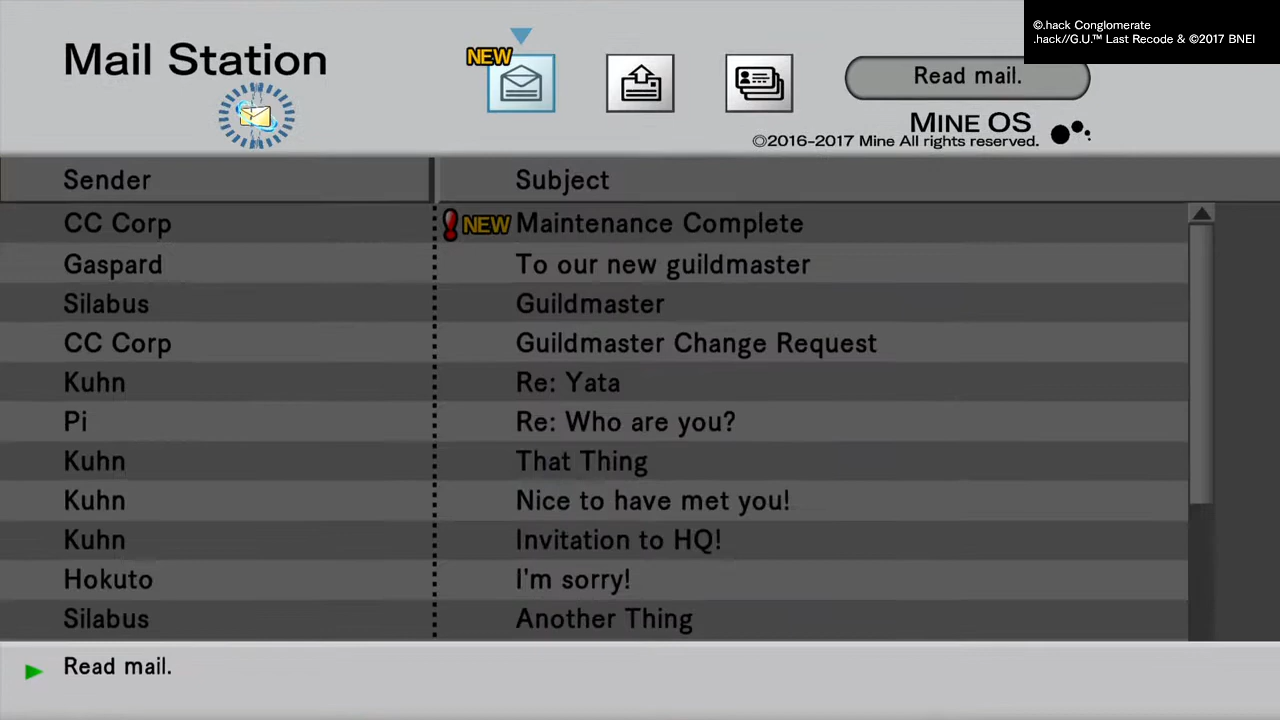 ©.hack Conglomerate
.hack//G.U.™ Last Recode & ©2017 BNEI
Mail Station
NEW
Read mail.
MINE OS
©2016-2017 Mine All rights reserved.
Sender Subject
CC Corp NEW Maintenance Complete
Gaspard To our new guildmaster
Silabus Guildmaster
CC Corp Guildmaster Change Request
Kuhn Re: Yata
Pi Re: Who are you?
Kuhn That Thing
Kuhn Nice to have met you!
Kuhn Invitation to HQ!
Hokuto I'm sorry!
Silabus Another Thing
Read mail.